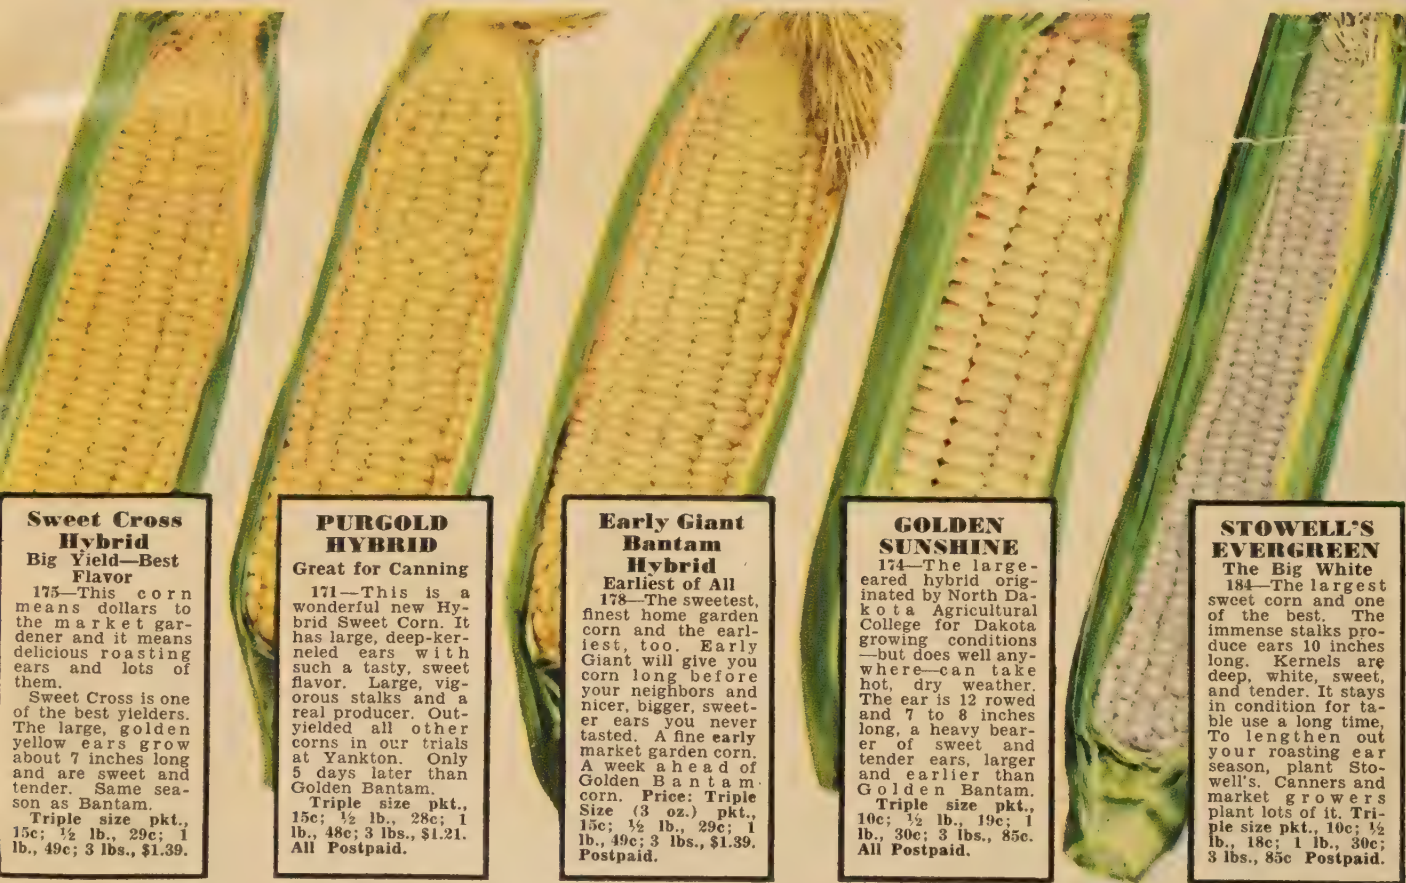 Sweet Cross
Hybrid
Big Yield—Best
Flavor
175—This corn
means dollars to
the market gar-
dener and it means
delicious roasting
ears and lots of
them.
Sweet Cross is one
of the best yielders.
The large, golden
yellow ears grow
about 7 inches long
and are sweet and
tender. Same sea-
son as Bantam.
Triple size pkt.,
15c; ½ lb., 29c; 1
lb., 49c; 3 lbs., $1.39.
PURGOLD
HYBRID
Great for Canning
171—This is a
wonderful new Hy-
brid Sweet Corn. It
has large, deep-ker-
neled ears with
such a tasty, sweet
flavor. Large, vig-
orous stalks and a
real producer. Out-
yielded all other
corns in our trials
at Yankton. Only
5 days later than
Golden Bantam.
Triple size pkt.,
15c; ½ lb., 28c; 1
lb., 48c; 3 lbs., $1.21.
All Postpaid.
Early Giant
Bantam
Hybrid
Earliest of All
178—The sweetest,
finest home garden
corn and the earl-
iest, too. Early
Giant will give you
corn long before
your neighbors and
nicer, bigger, sweet-
er ears you never
tasted. A fine early
market garden corn.
A week ahead of
Golden Bantam
corn. Price: Triple
Size (3 oz.) pkt.,
15c; ½ lb., 29c; 1
lb., 49c; 3 lbs., $1.39.
Postpaid.
GOLDEN
SUNSHINE
174—The large-
eared hybrid orig-
inated by North Da-
kota Agricultural
College for Dakota
growing conditions
—but does well any-
where—can take
hot, dry weather.
The ear is 12 rowed
and 7 to 8 inches
long, a heavy bear-
er of sweet and
tender ears, larger
and earlier than
Golden Bantam.
Triple size pkt.,
10c; ½ lb., 19c; 1
lb., 30c; 3 lbs., 85c.
All Postpaid.
STOWELL'S
EVERGREEN
The Big White
184—The largest
sweet corn and one
of the best. The
immense stalks pro-
duce ears 10 inches
long. Kernels are
deep, white, sweet,
and tender. It stays
in condition for ta-
ble use a long time,
To lengthen out
your roasting ear
season, plant Sto-
well's. Canners and
market growers
plant lots of it. Tri-
ple size pkt., 10c; ½
lb., 18c; 1 lb., 30c;
3 lbs., 85c Postpaid.